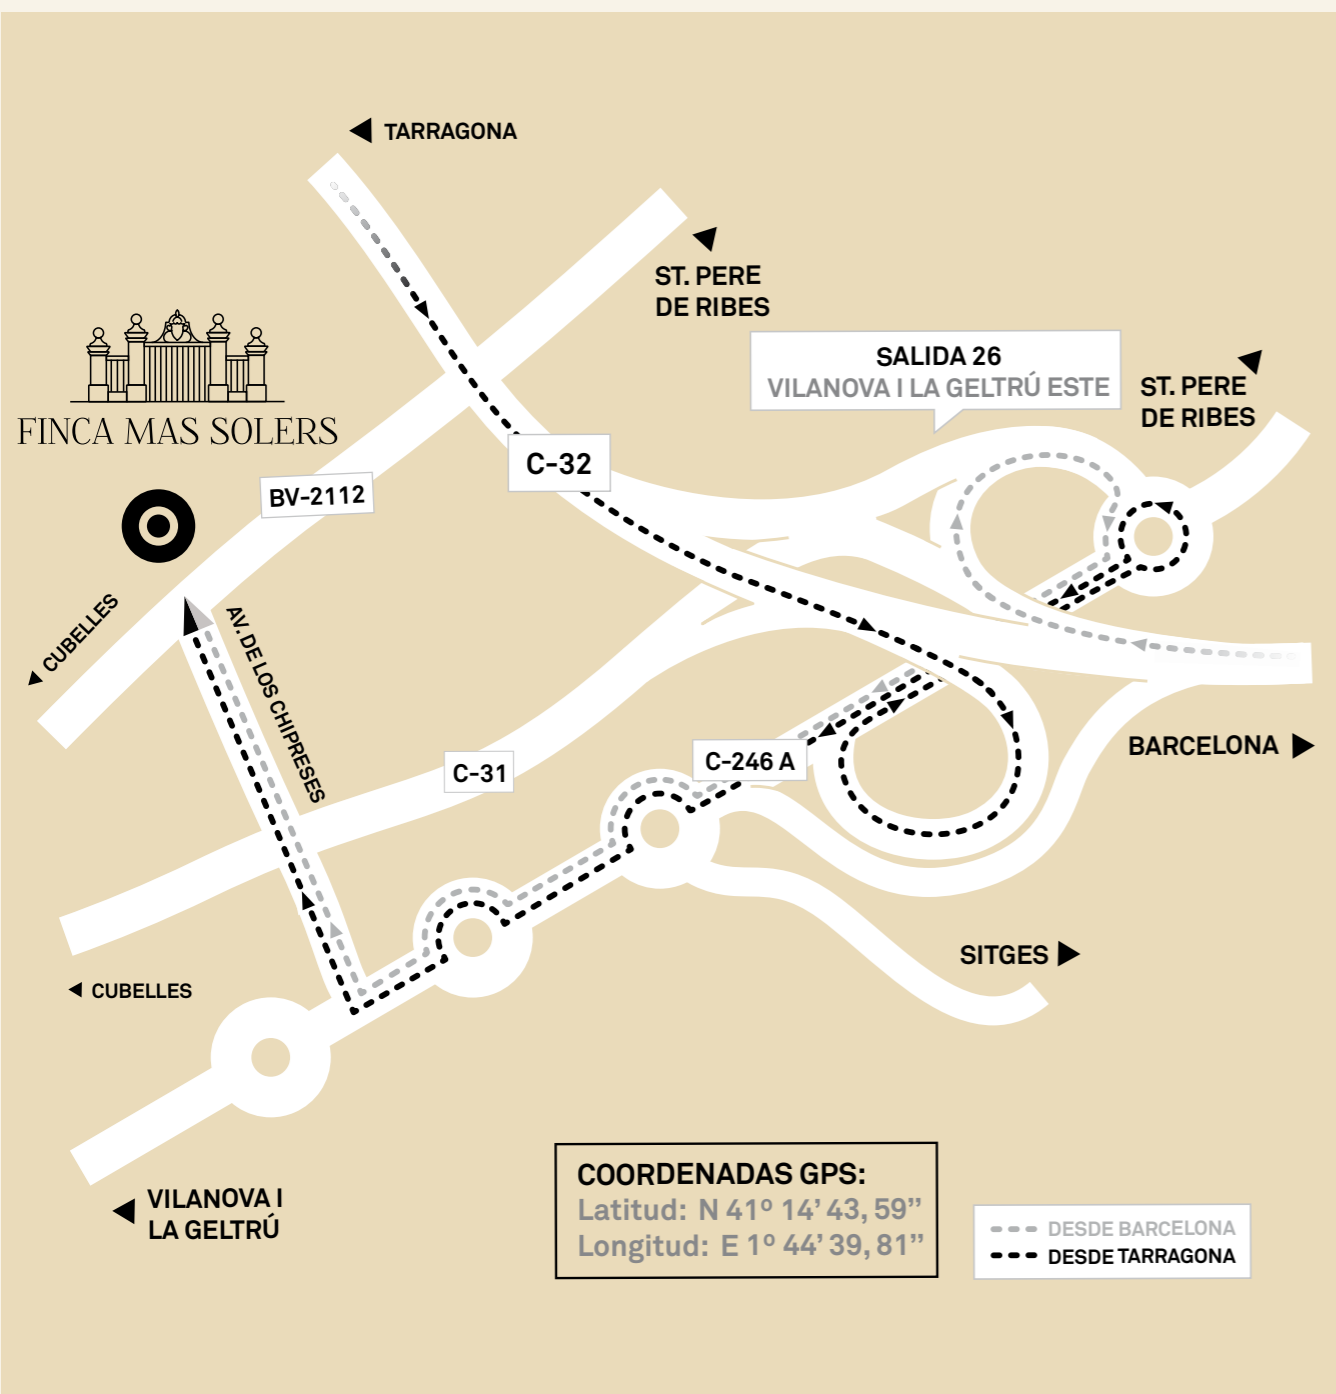 TARRAGONA
ST. PERE
DE RIBES
SALIDA 26
VILANOVA I LA GELTRÚ ESTE
ST. PERE
DE RIBES
FINCA MAS SOLERS
C-32
BV-2112
CUBELLES
AV. DE LOS CHIPRESES
BARCELONA
C-246 A
C-31
SITGES
CUBELLES
VILANOVA I
LA GELTRÚ
COORDENADAS GPS:
Latitud: N 41º 14’ 43, 59”
Longitud: E 1º 44’ 39, 81”
DESDE BARCELONA
DESDE TARRAGONA